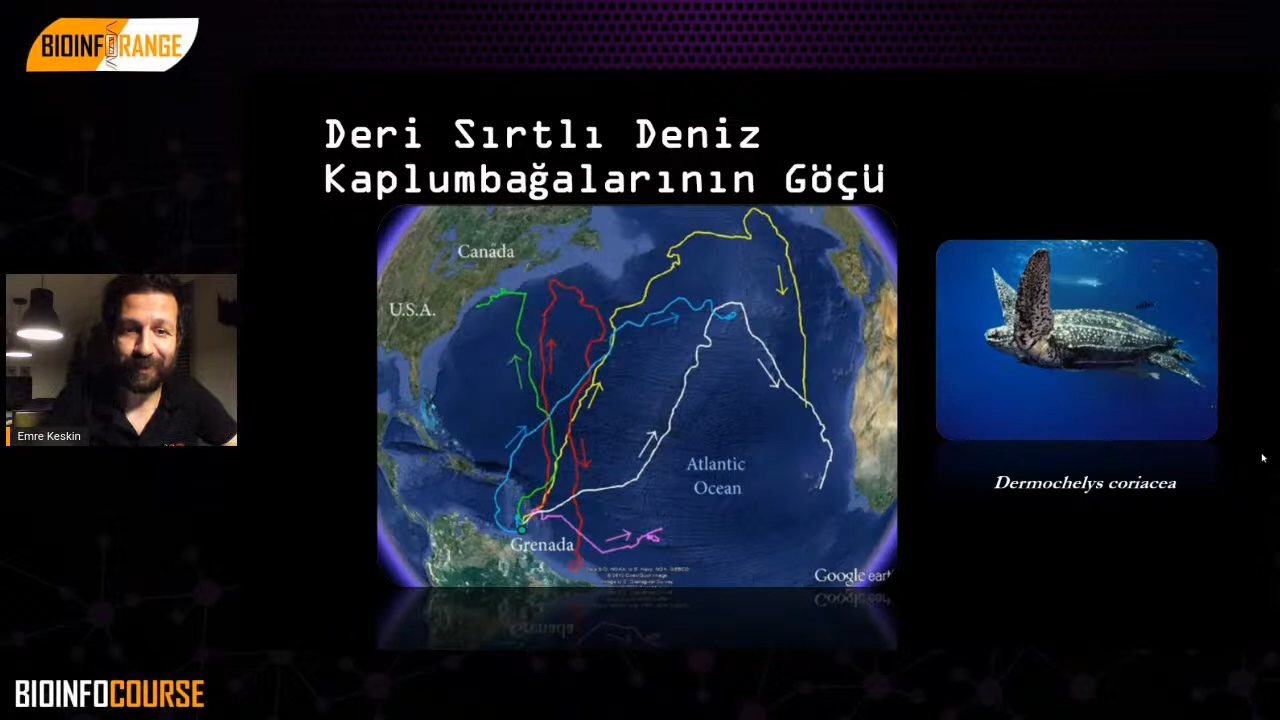 BIOINFORANGE
Deri Sırtlı Deniz
Kaplumbağalarının Göçü
Canada
U.S.A.
Atlantic
Ocean
Grenada
Google earth
Dermochelys coriacea
Emre Keskin
BIOINFOCOURSE